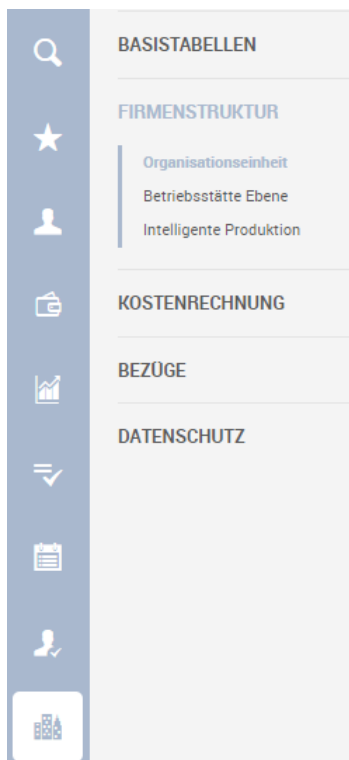 BASISTABELLEN
FIRMENSTRUKTUR
Organisationseinheit
Betriebsstätte Ebene
Intelligente Produktion
KOSTENRECHNUNG
BEZÜGE
DATENSCHUTZ